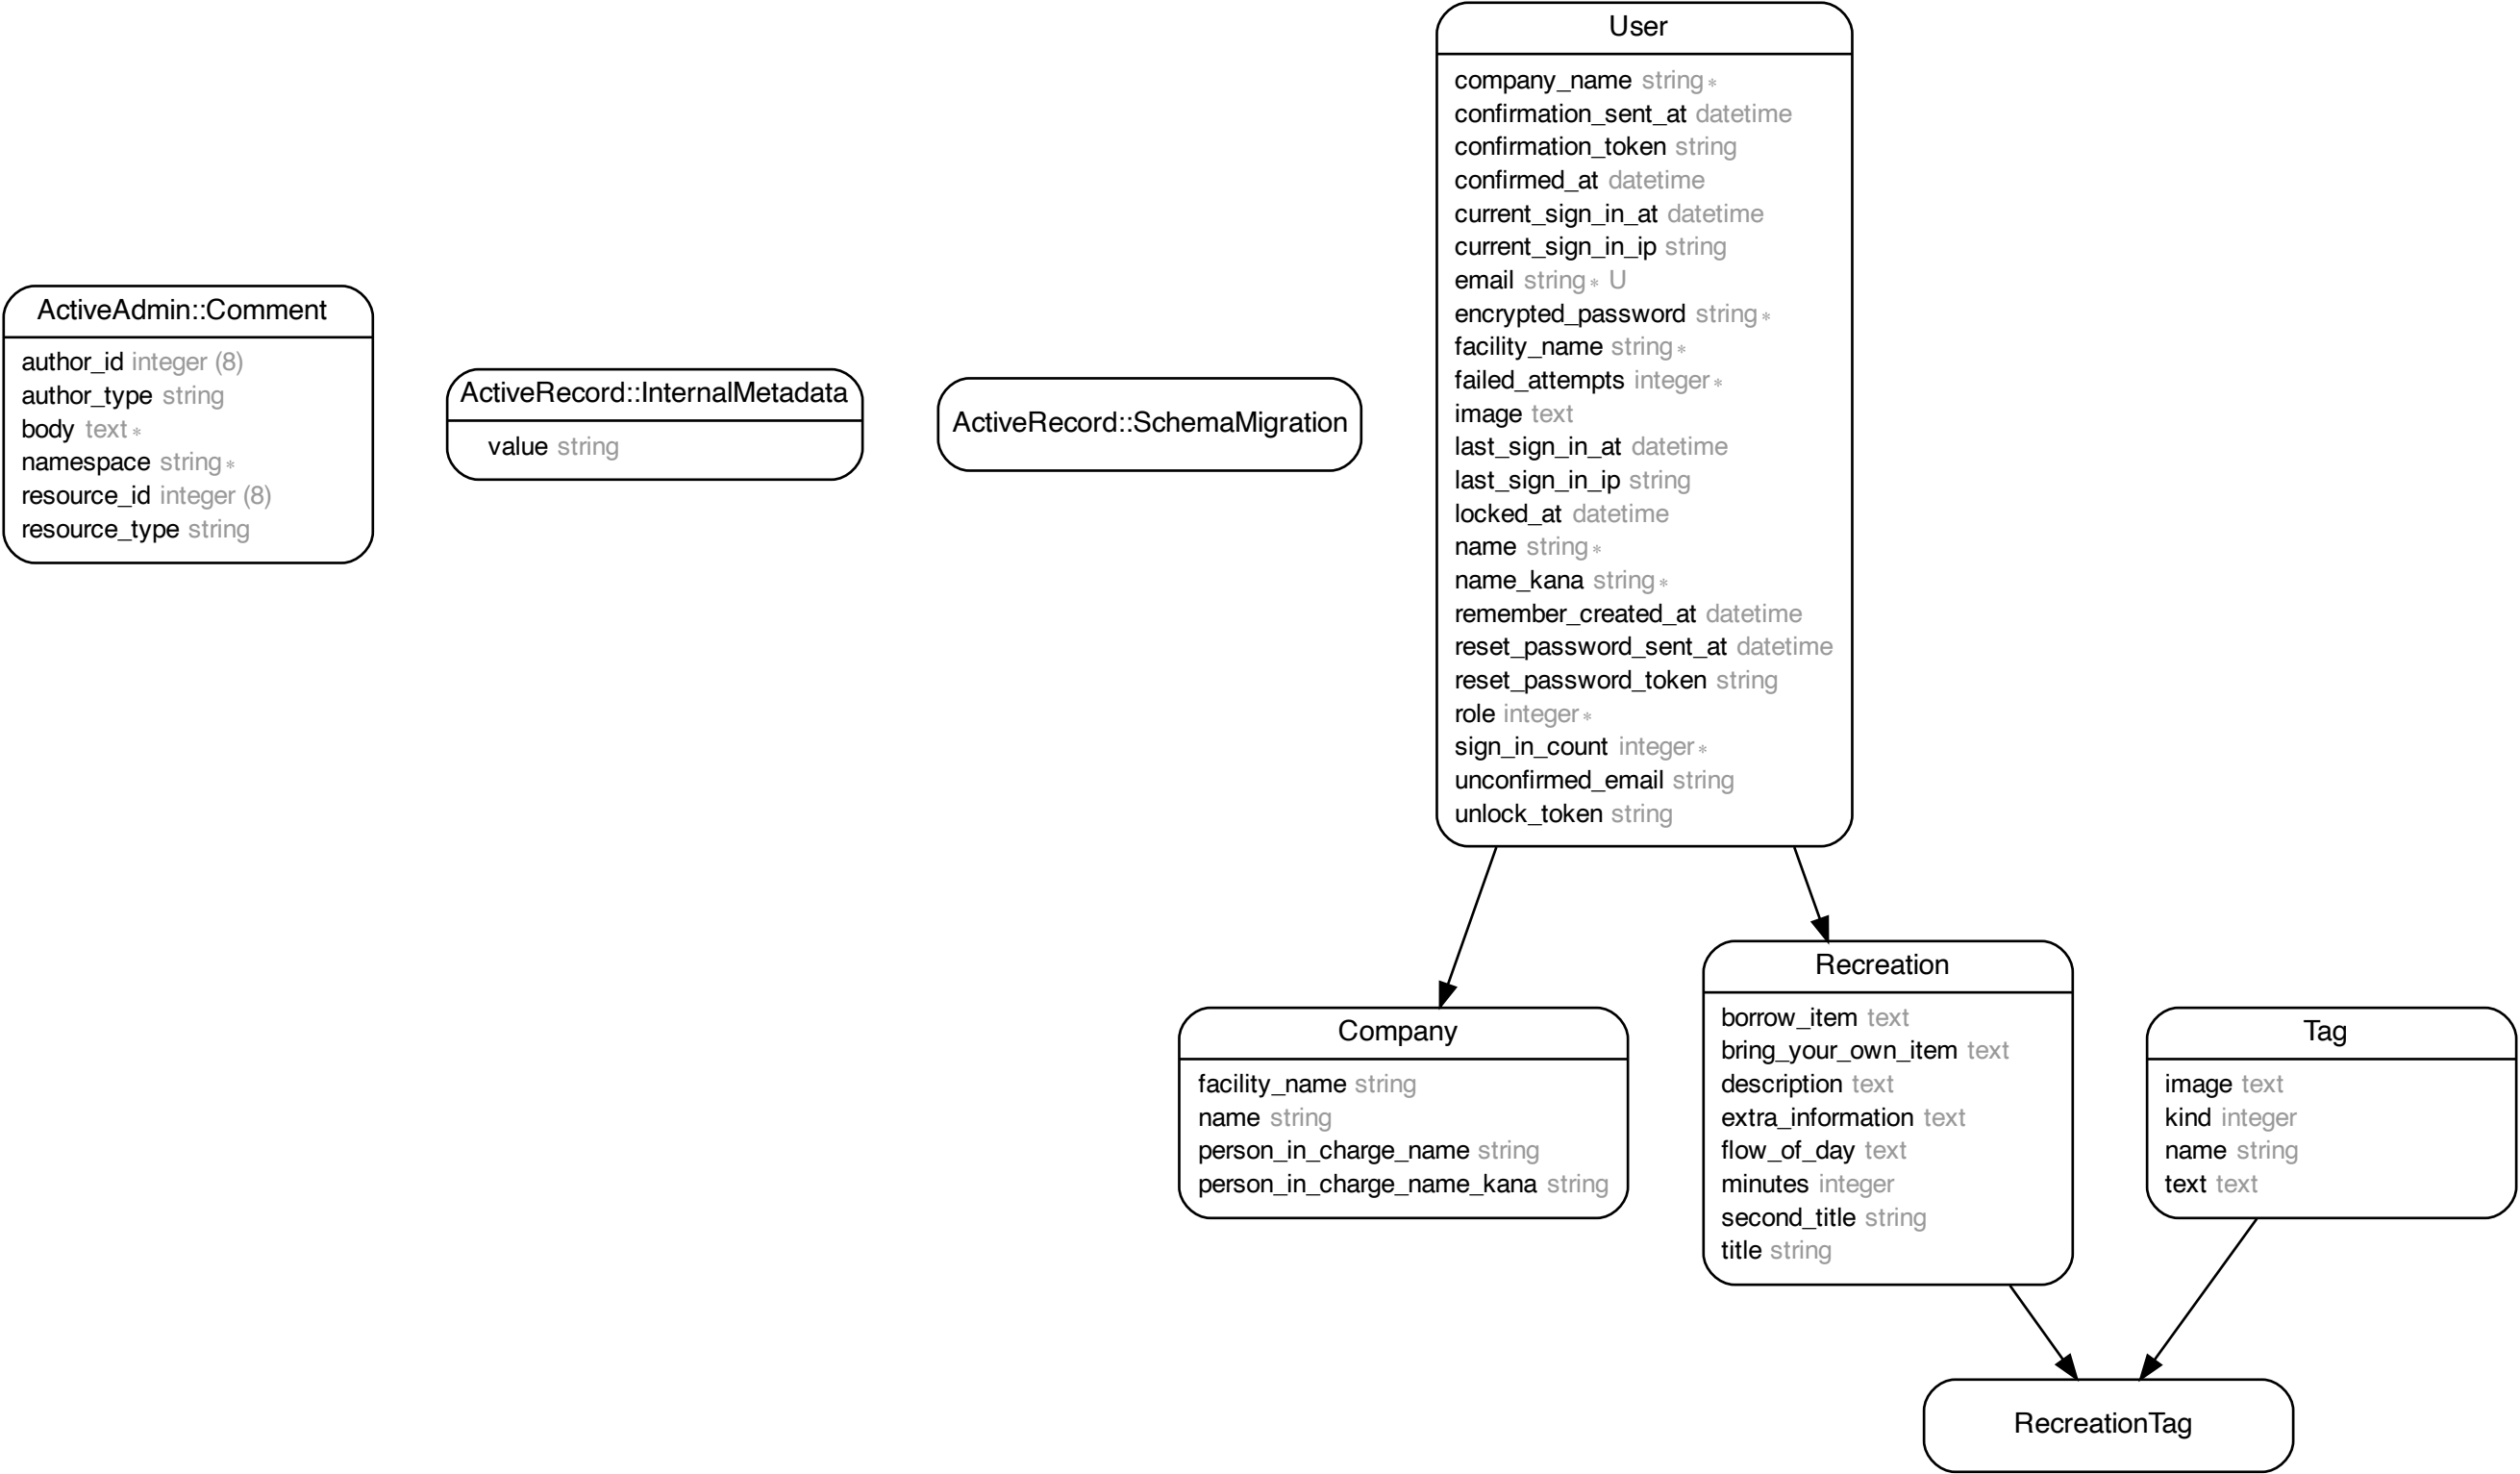 User
company_name string∗
confirmation_sent_at datetime
confirmation_token string
confirmed_at datetime
current_sign_in_at datetime
current_sign_in_ip string
email string∗ U
encrypted_password string∗
facility_name string∗
failed_attempts integer∗
image text
last_sign_in_at datetime
last_sign_in_ip string
locked_at datetime
name string∗
name_kana string∗
remember_created_at datetime
reset_password_sent_at datetime
reset_password_token string
role integer∗
sign_in_count integer∗
unconfirmed_email string
unlock_token string
ActiveAdmin::Comment
author_id integer (8)
author_type string
body text∗
namespace string∗
resource_id integer (8)
resource_type string
ActiveRecord::InternalMetadata
value string
ActiveRecord::SchemaMigration
Company
facility_name string
name string
person_in_charge_name string
person_in_charge_name_kana string
Recreation
borrow_item text
bring_your_own_item text
description text
extra_information text
flow_of_day text
minutes integer
second_title string
title string
Tag
image text
kind integer
name string
text text
RecreationTag